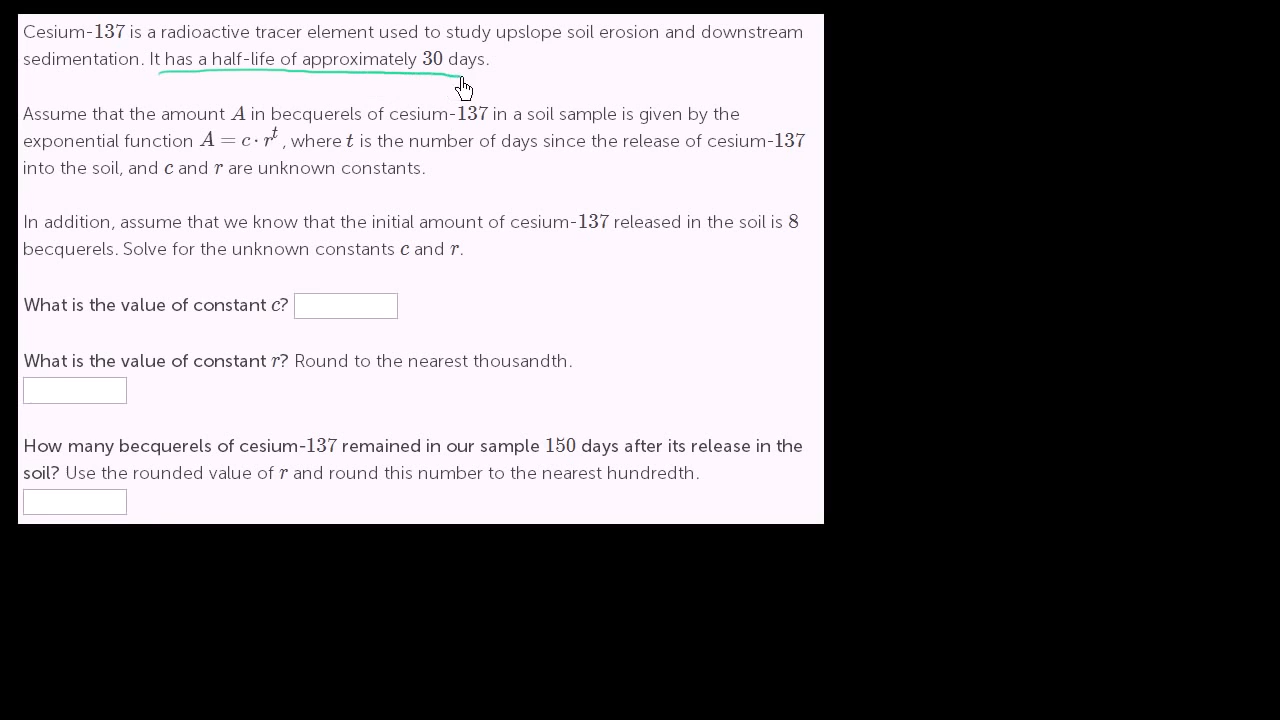 Cesium-137 is a radioactive tracer element used to study upslope soil erosion and downstream
sedimentation. It has a half-life of approximately 30 days.
Assume that the amount A in becquerels of cesium-137 in a soil sample is given by the
exponential function A = c · r^t , where t is the number of days since the release of cesium-137
into the soil, and c and r are unknown constants.
In addition, assume that we know that the initial amount of cesium-137 released in the soil is 8
becquerels. Solve for the unknown constants c and r.
What is the value of constant c?
What is the value of constant r? Round to the nearest thousandth.
How many becquerels of cesium-137 remained in our sample 150 days after its release in the
soil? Use the rounded value of r and round this number to the nearest hundredth.